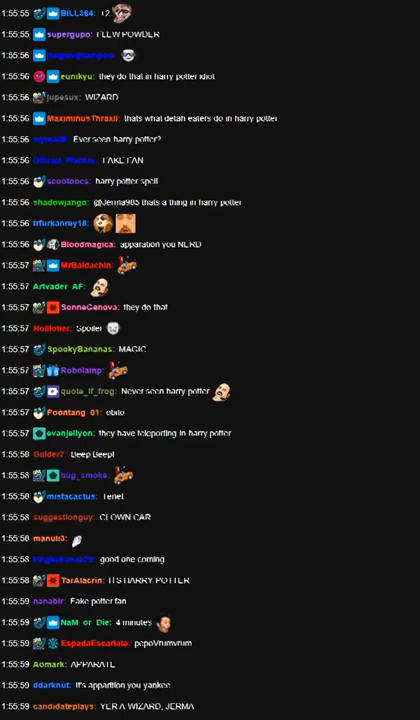 1:55:55 BILL364: +2
1:55:55 supergupo: FLEW POWDER
1:55:56
1:55:56 eunikyu: they do that in harry potter idiot
1:55:56 jupesux: WIZARD
1:55:56 MaximinusThraxII: thats what detah eaters do in harry potter
1:55:56 Ever seen harry potter?
1:55:56 FAKE FAN
1:55:56 scootoocs: harry potter spell
1:55:56 shadowjango: @Jerma985 thats a thing in harry potter
1:55:56 trfurkanrey18:
1:55:56 Bloodmagica: apparation you NERD
1:55:57 MrBaldachin:
1:55:57 Artvader_AF:
1:55:57 SonneGenova: they do that
1:55:57 Spoiler
1:55:57 SpookyBananas: MAGIC
1:55:57 Robolamp:
1:55:57 quote_if_frog: Never seen harry potter
1:55:57 Poontang_01: obito
1:55:57 evanjellyon: they have teleporting in harry potter
1:55:58 Beep Beep!
1:55:58 bug_smoke:
1:55:58 mistacactus: Tenet
1:55:58 suggestionguy: CLOWN CAR
1:55:58 manuli3:
1:55:58 good one coming
1:55:58 TarAlacrin: ITS HARRY POTTER
1:55:59 nanablr: Fake potter fan
1:55:59 NaM_or_Die: 4 minutes
1:55:59 EspadaEscarlata: pepoVrumvrum
1:55:59 Aomark: APPARATE
1:55:59 ddarknut: it's apparition you yankee
1:55:59 candidateplays: YER A WIZARD, JERMA